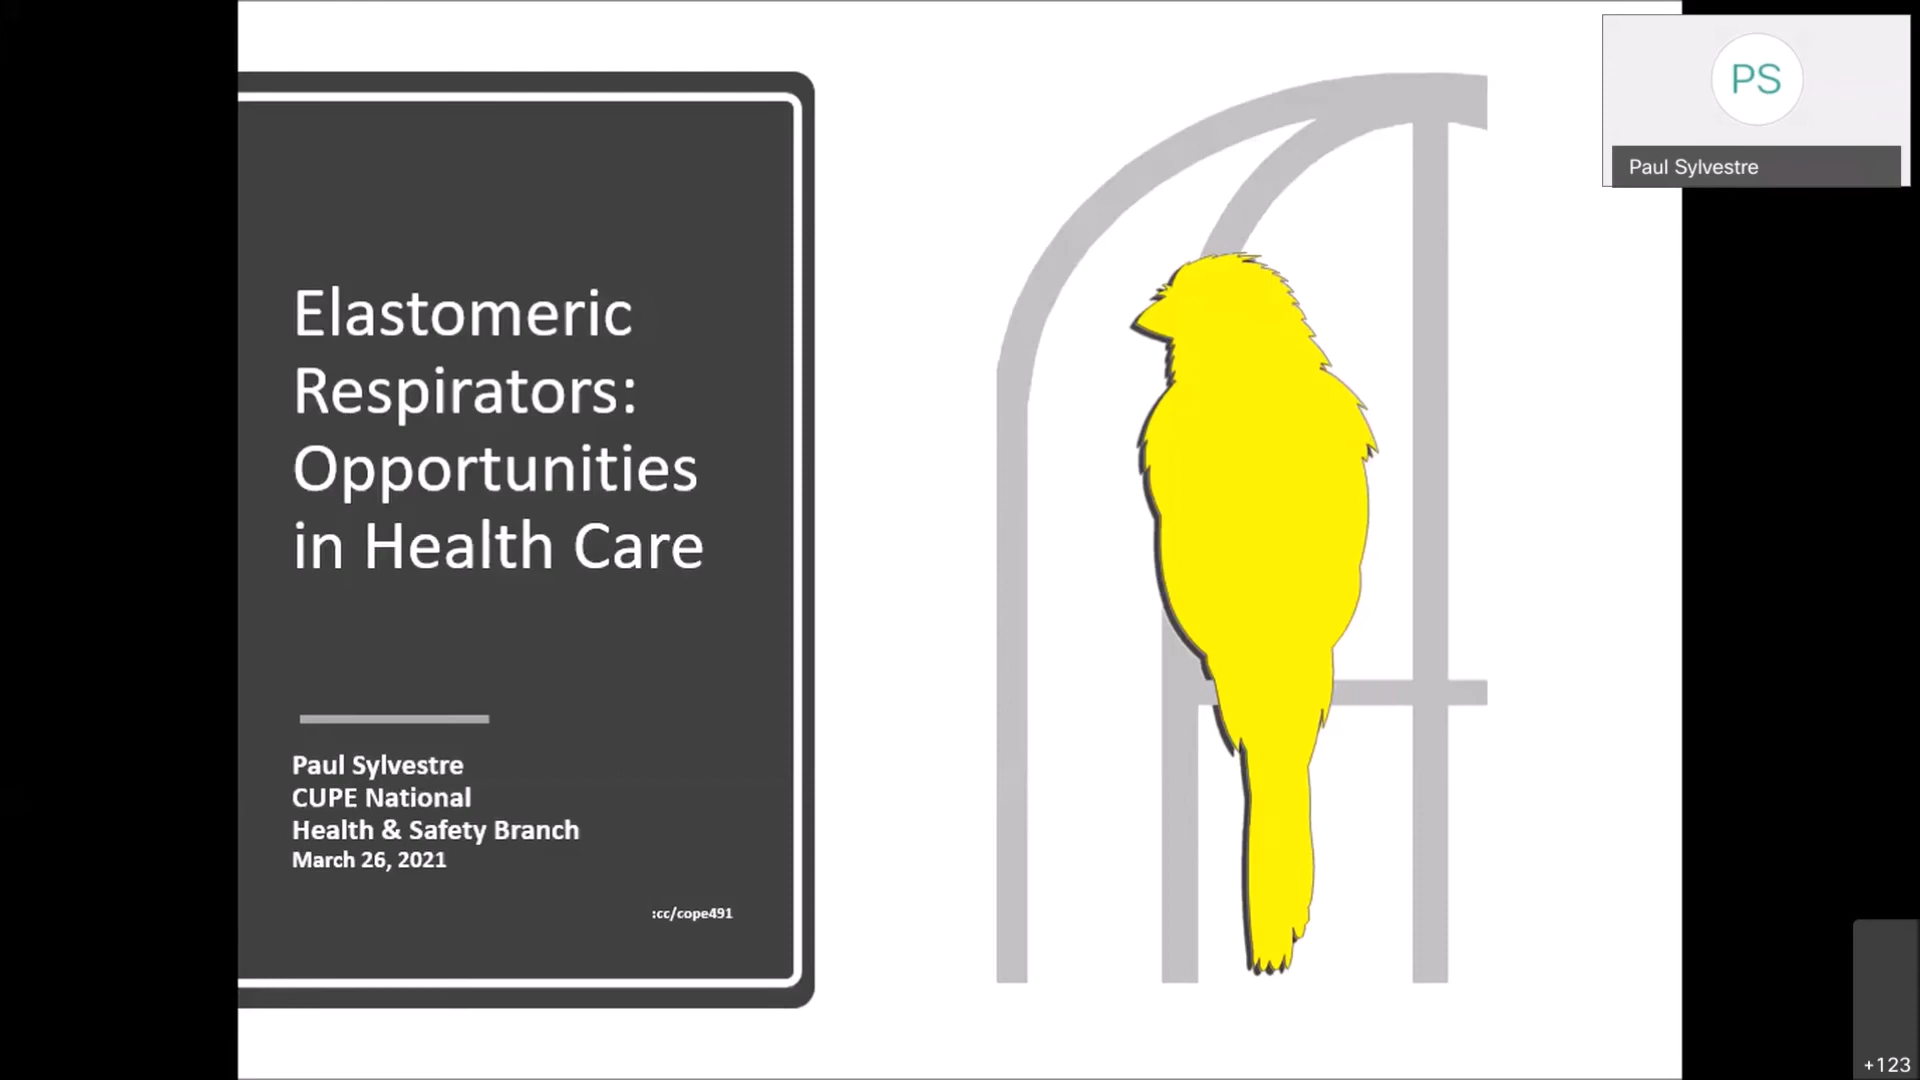 Elastomeric
Respirators:
Opportunities
in Health Care
Paul Sylvestre
CUPE National
Health & Safety Branch
March 26, 2021
:cc/cope491
PS
Paul Sylvestre
+123